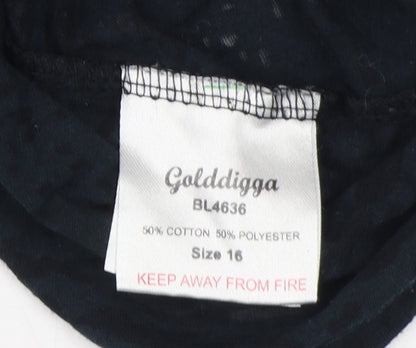 Golddigga
BL4636
50% COTTON 50% POLYESTER
Size 16
KEEP AWAY FROM FIRE